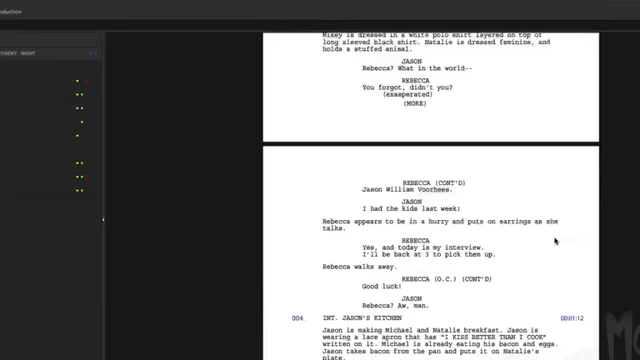 oduction
RTMENT. NIGHT
Mikey is dressed in a white polo shirt layered on top of
long sleeved black shirt. Natalie is dressed feminine, and
holds a stuffed animal.
JASON
Rebecca? What in the world--
REBECCA
You forgot, didn't you?
(exasperated)
(MORE)
REBECCA (CONT'D)
Jason William Voorhees.
JASON
I had the kids last week!
Rebecca appears to be in a hurry and puts on earrings as she
talks.
REBECCA
Yes, and today is my interview.
I'll be back at 3 to pick them up.
Rebecca walks away.
REBECCA (O.C.) (CONT'D)
Good luck!
JASON
Rebecca? Aw, man.
004. INT. JASON'S KITCHEN 00:01:12
Jason is making Michael and Natalie breakfast. Jason is
wearing a lace apron that has "I KISS BETTER THAN I COOK"
written on it. Michael is already eating his bacon and eggs.
Jason takes bacon from the pan and puts it on Natalie's
plate.